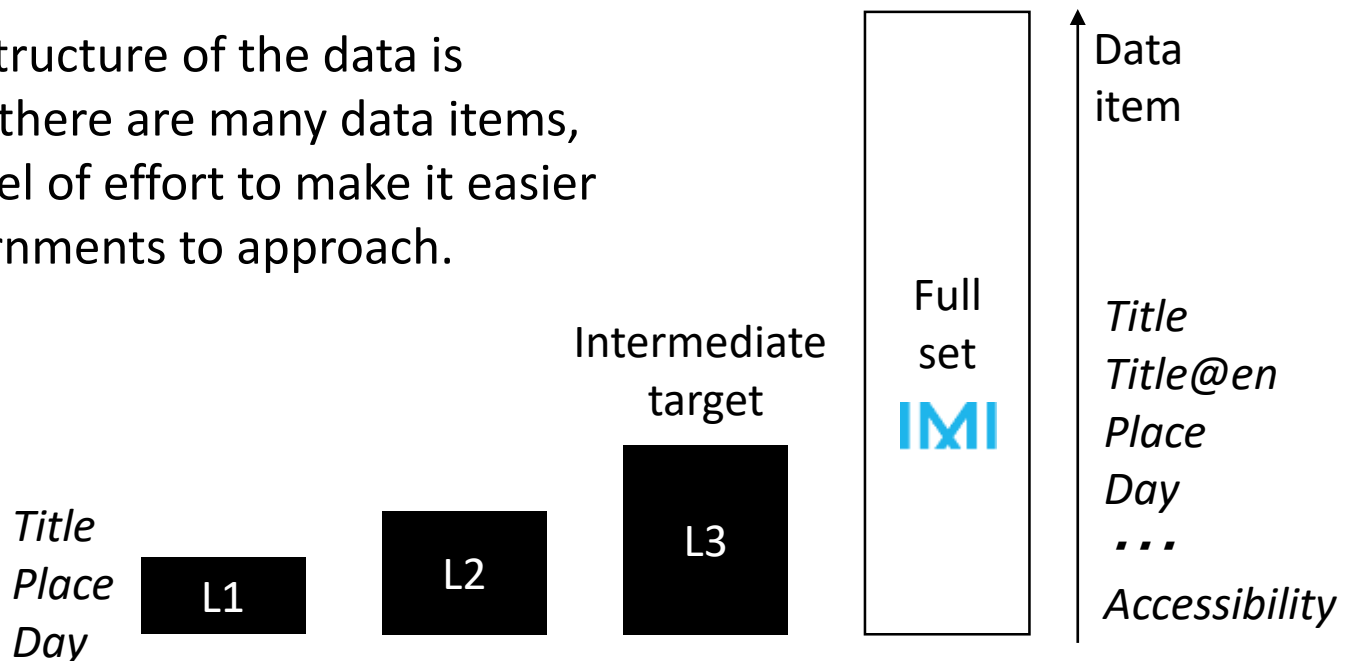 tructure of the data is
there are many data items,
el of effort to make it easier
rnments to approach.
Data
item
Full
set
IMI
Intermediate
target
Title
Title@en
Place
Day
...
Accessibility
Title
Place
Day
L1
L2
L3